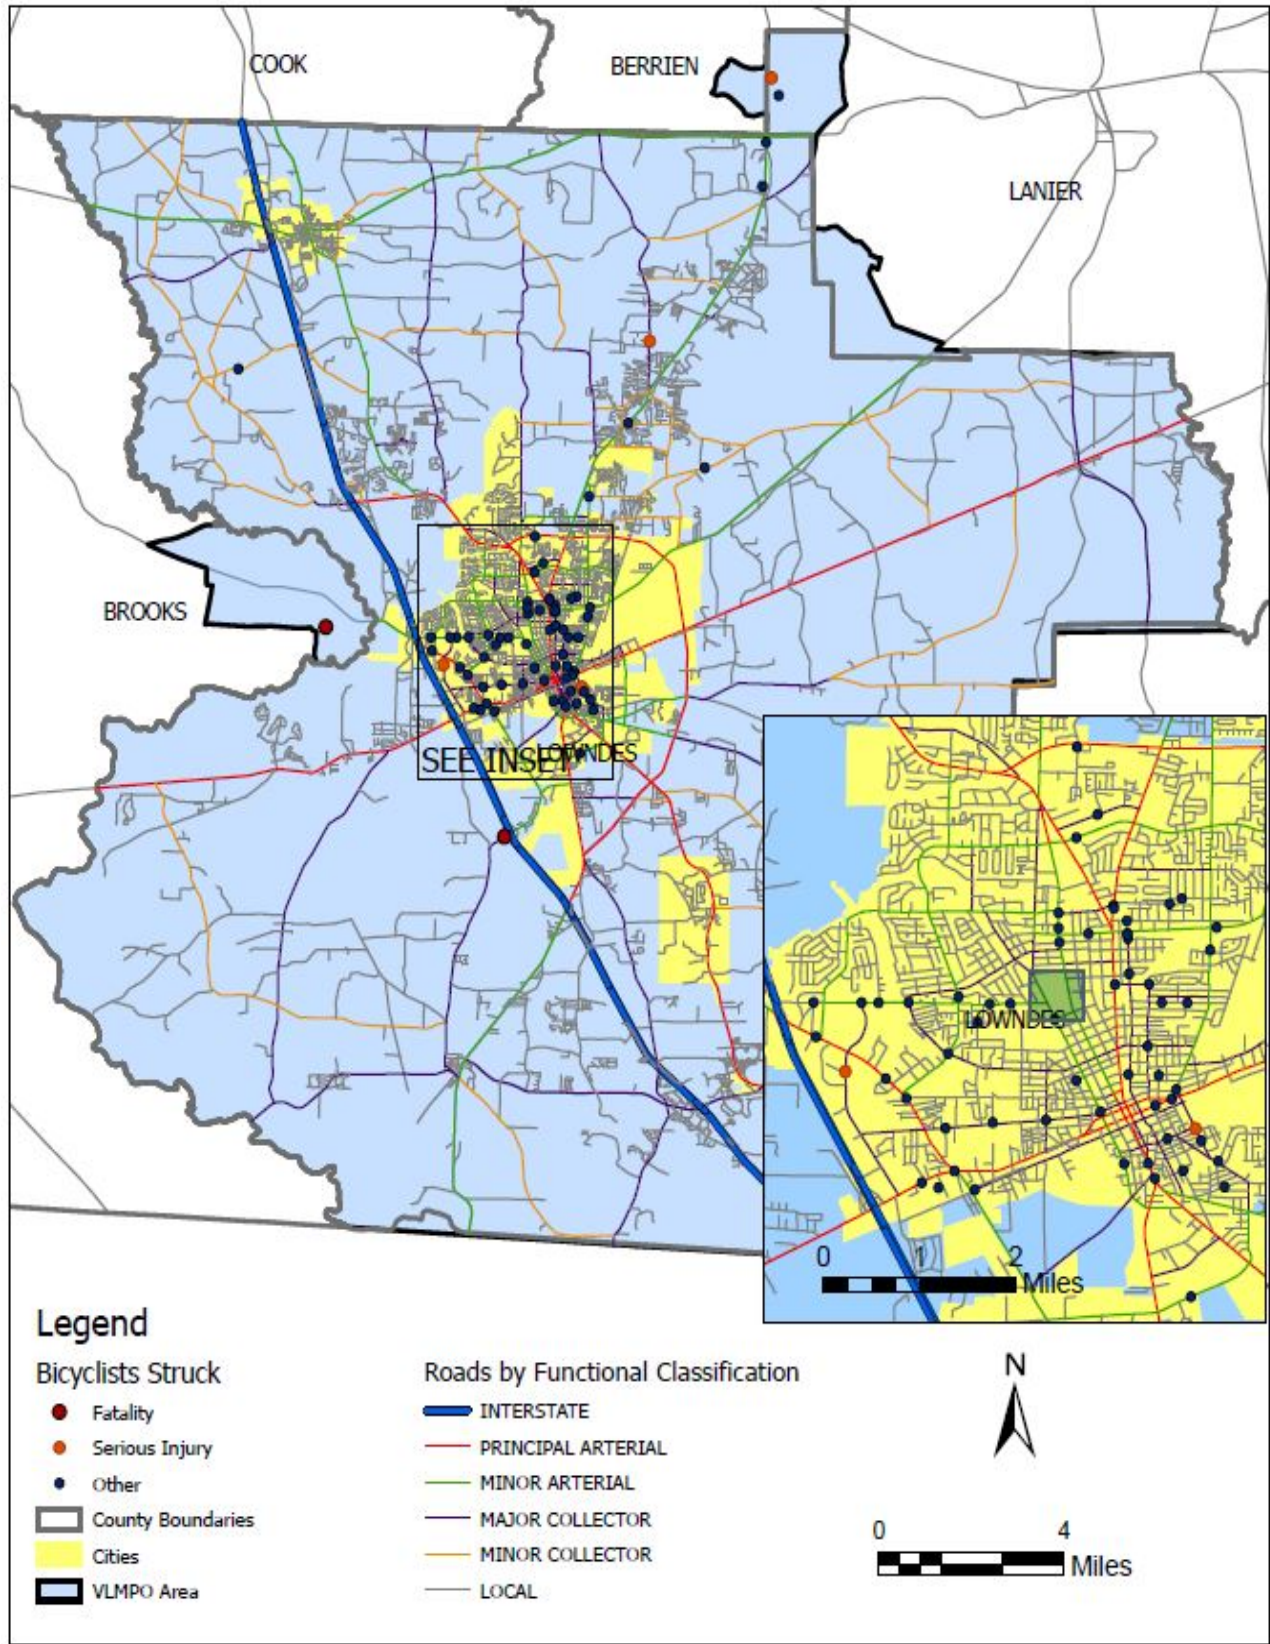 COOK
BERRIEN
LANIER
BROOKS
SEE INSET
LOWNDES
LOWNDES
0 1 2
Miles
Legend
Bicyclists Struck
Fatality
Serious Injury
Other
County Boundaries
Cities
VLMPO Area
Roads by Functional Classification
INTERSTATE
PRINCIPAL ARTERIAL
MINOR ARTERIAL
MAJOR COLLECTOR
MINOR COLLECTOR
LOCAL
N
0 4
Miles